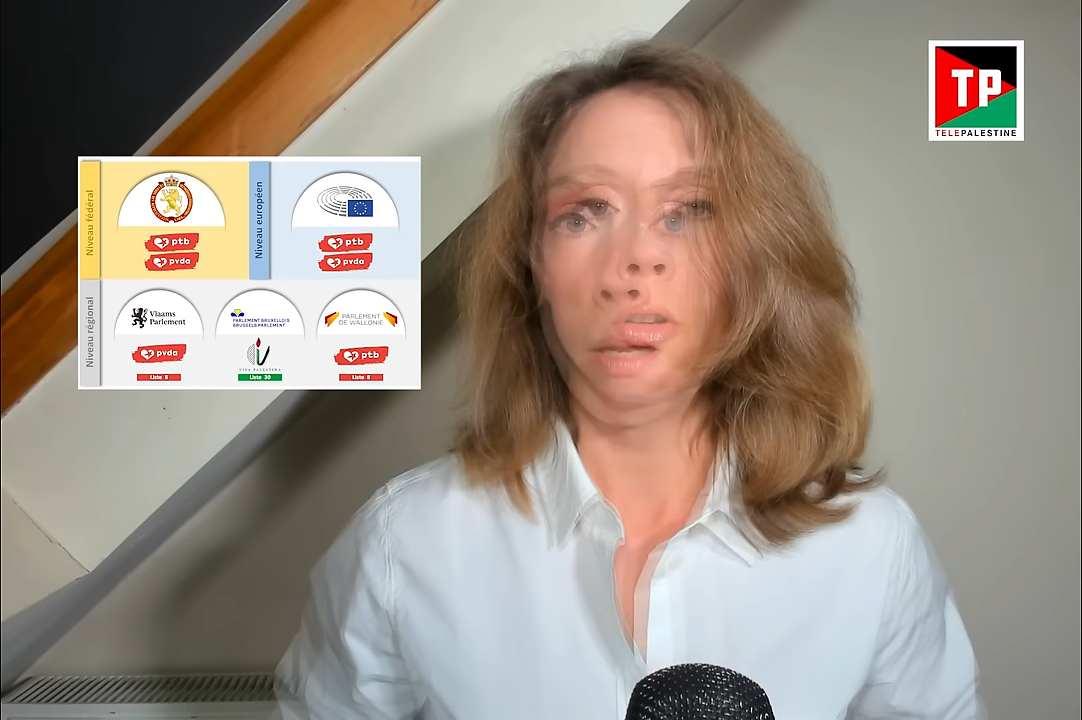 TP
TELEPALESTINE
Niveau fédéral
ptb
pvda
Niveau européen
ptb
pvda
Niveau régional
Vlaams
Parlement
pvda
Liste 8
PARLEMENT BRUXELLOIS
BRUSSELS PARLEMENT
VIVA PALESTINA
Liste 30
PARLEMENT
DE WALLONIE
ptb
Liste 8